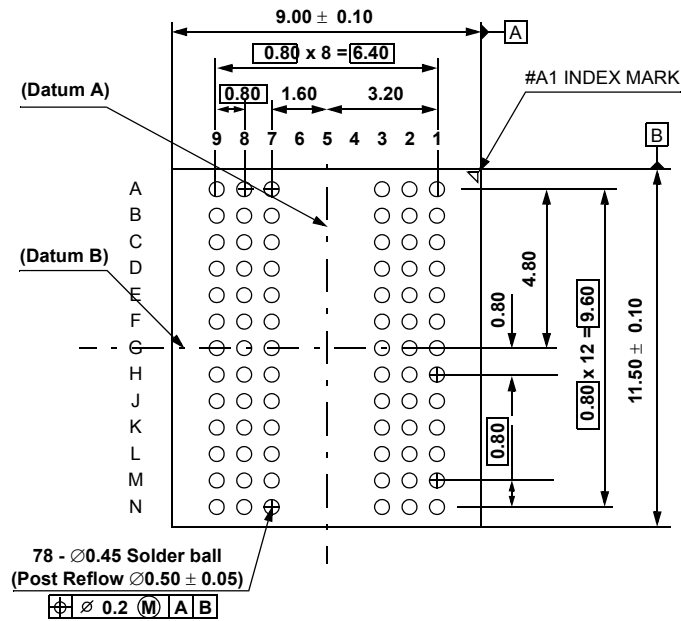 9.00 ± 0.10
A
0.80 x 8 = 6.40
#A1 INDEX MARK
(Datum A)
0.80 1.60 3.20
B
9 8 7 6 5 4 3 2 1
A
B
C
(Datum B)
D
E
F
G
H
J
K
L
M
N
4.80
0.80
0.80 x 12 = 9.60
11.50 ± 0.10
0.80
78 - ∅0.45 Solder ball
(Post Reflow ∅0.50 ± 0.05)
⌖ ∅ 0.2 Ⓜ A B